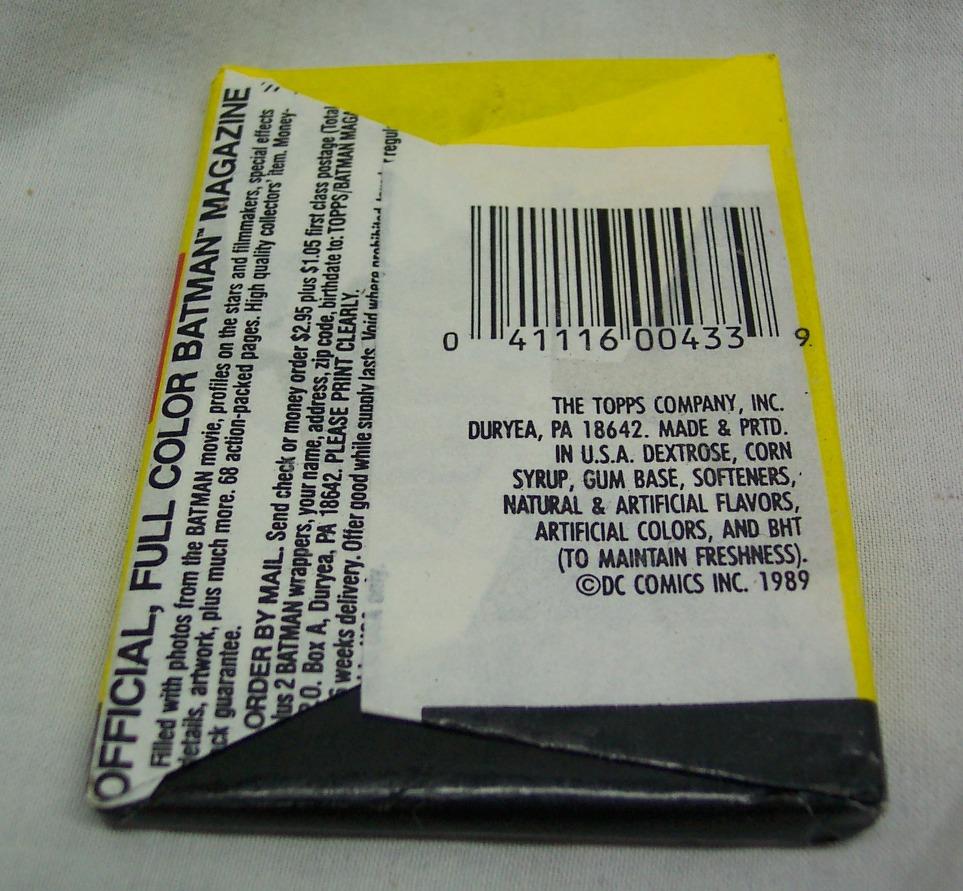 OFFICIAL, FULL COLOR BATMAN™ MAGAZINE
Filled with photos from the BATMAN movie, profiles on the stars and filmmakers, special effects
details, artwork, plus much more. 68 action-packed pages. High quality collectors' item. Money-
ck guarantee.
ORDER BY MAIL. Send check or money order $2.95 plus $1.05 first class postage (Total
lus 2 BATMAN wrappers, your name, address, zip code, birthdate to: TOPPS/BATMAN MAGA
P.O. Box A, Duryea, PA 18642. PLEASE PRINT CLEARLY.
weeks delivery. Offer good while supply lasts. Void where prohibited
regul
0 41116 00433 9
THE TOPPS COMPANY, INC.
DURYEA, PA 18642. MADE & PRTD.
IN U.S.A. DEXTROSE, CORN
SYRUP, GUM BASE, SOFTENERS,
NATURAL & ARTIFICIAL FLAVORS,
ARTIFICIAL COLORS, AND BHT
(TO MAINTAIN FRESHNESS).
©DC COMICS INC. 1989